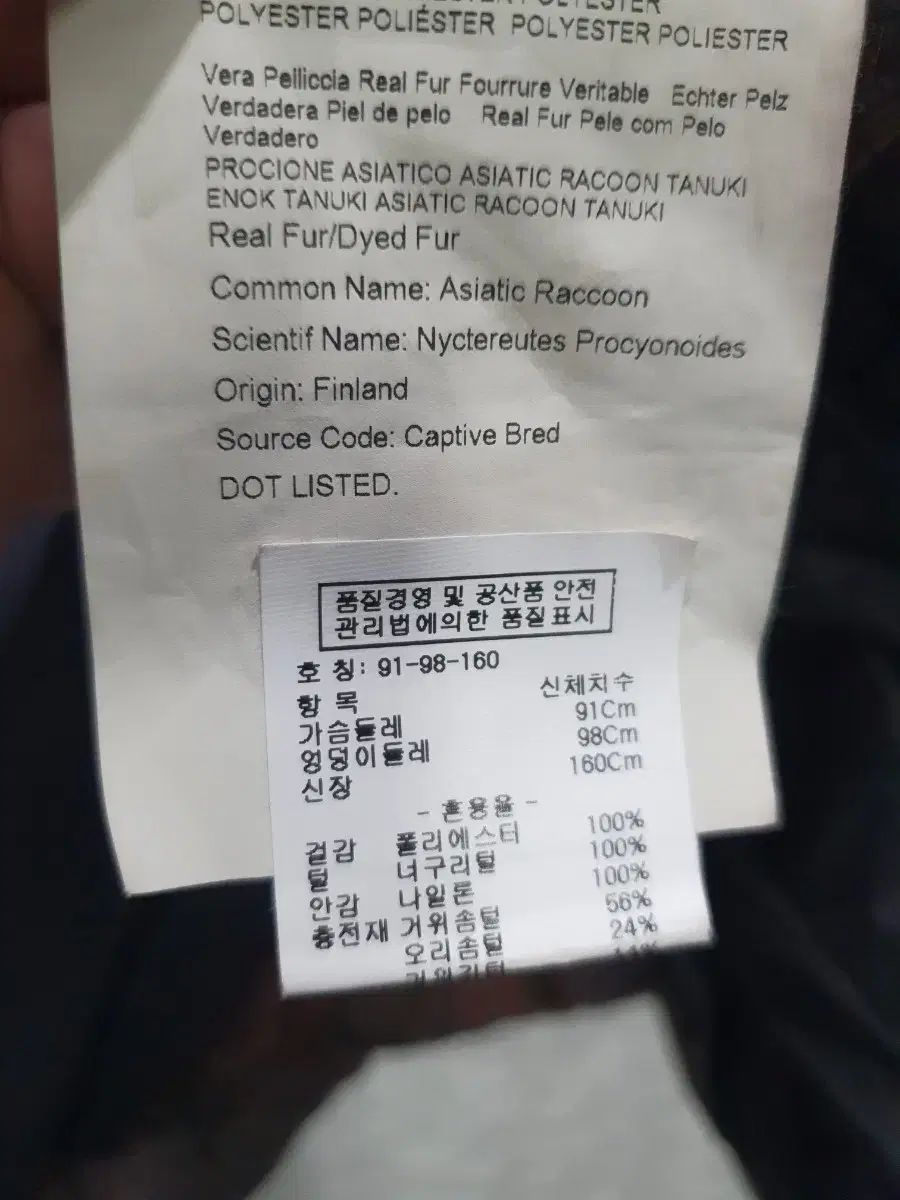 POLYESTER POLIÉSTER POLYESTER POLIESTER
Vera Pelliccia Real Fur Fourrure Veritable Echter Pelz
Verdadera Piel de pelo Real Fur Pele com Pelo
Verdadero
PROCIONE ASIATICO ASIATIC RACOON TANUKI
ENOK TANUKI ASIATIC RACOON TANUKI
Real Fur/Dyed Fur
Common Name: Asiatic Raccoon
Scientif Name: Nyctereutes Procyonoides
Origin: Finland
Source Code: Captive Bred
DOT LISTED.
품질경영 및 공산품 안전
관리법에의한 품질표시
호 칭: 91-98-160
항 목 신체치수
가슴둘레 91Cm
엉덩이둘레 98Cm
신장 160Cm
- 혼용율 -
겉감 폴리에스터 100%
털 너구리털 100%
안감 나일론 100%
충전재 거위솜털 56%
오리솜털 24%